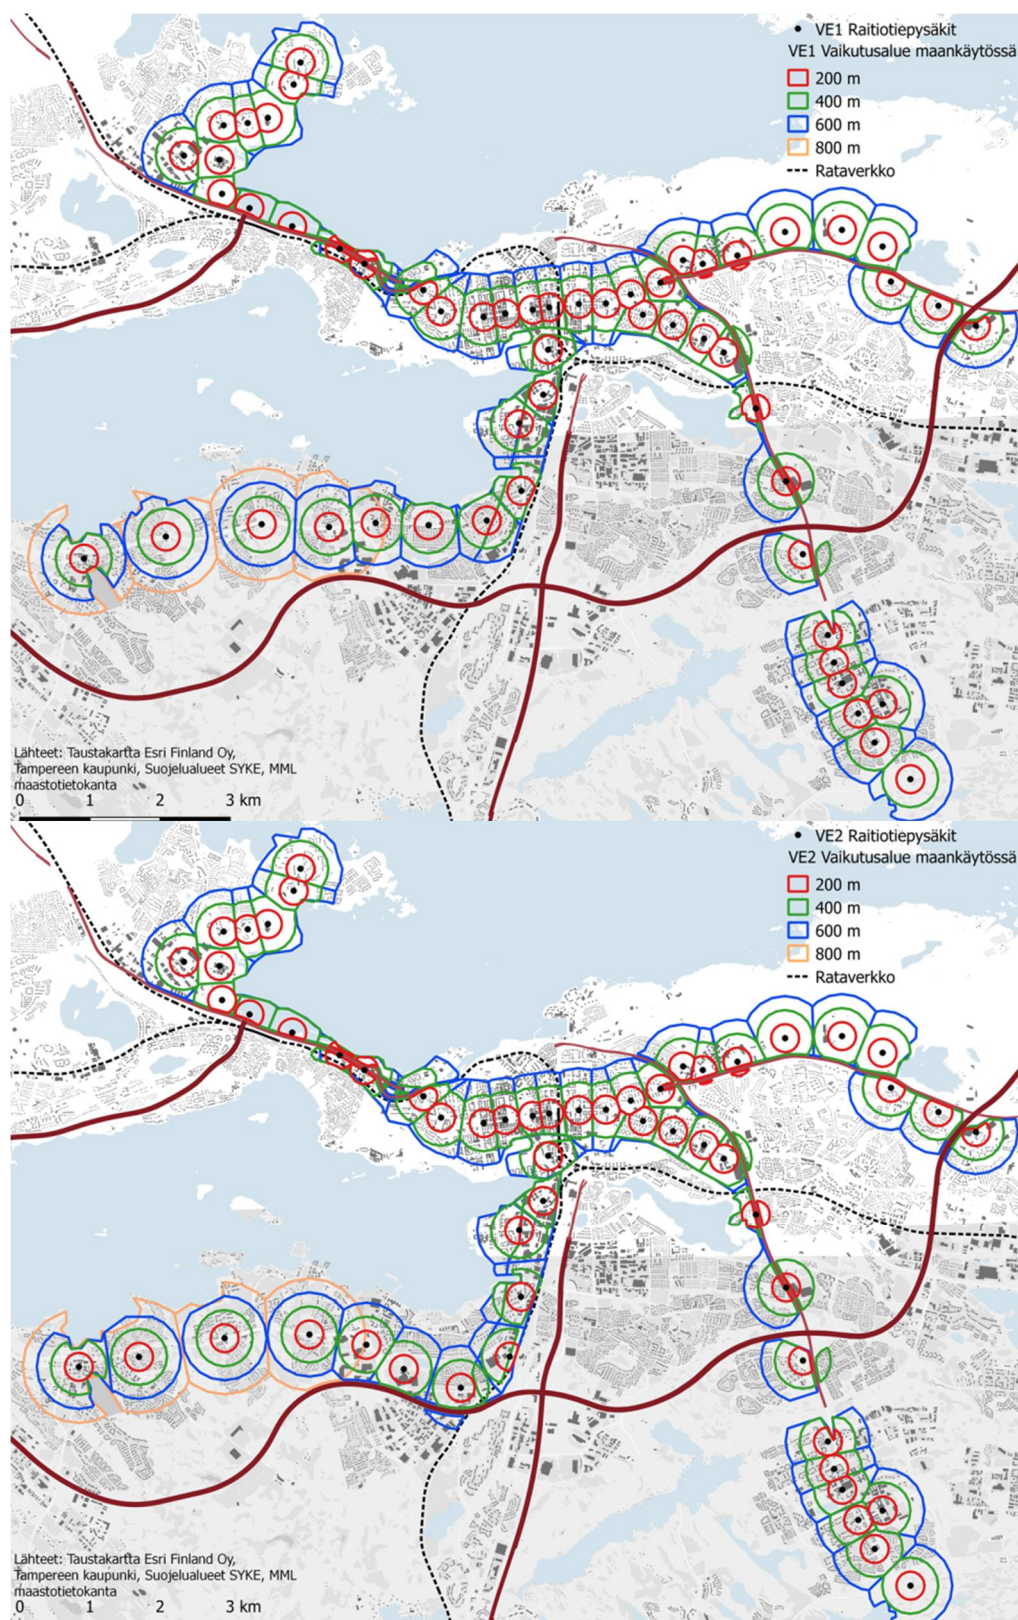 VE1 Raitiotiepysäkit
VE1 Vaikutusalue maankäytössä
200 m
400 m
600 m
800 m
Rataverkko
Lähteet: Taustakartta Esri Finland Oy,
Tampereen kaupunki, Suojelualueet SYKE, MML
maastotietokanta
0 1 2 3 km
VE2 Raitiotiepysäkit
VE2 Vaikutusalue maankäytössä
200 m
400 m
600 m
800 m
Rataverkko
Lähteet: Taustakartta Esri Finland Oy,
Tampereen kaupunki, Suojelualueet SYKE, MML
maastotietokanta
0 1 2 3 km